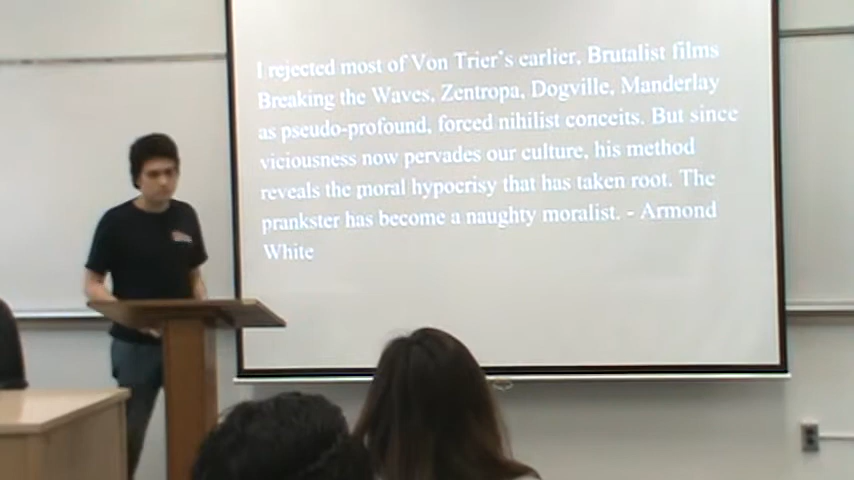 I rejected most of Von Trier's earlier, Brutalist films
Breaking the Waves, Zentropa, Dogville, Manderlay
as pseudo-profound, forced nihilist conceits. But since
viciousness now pervades our culture, his method
reveals the moral hypocrisy that has taken root. The
prankster has become a naughty moralist. - Armond
White